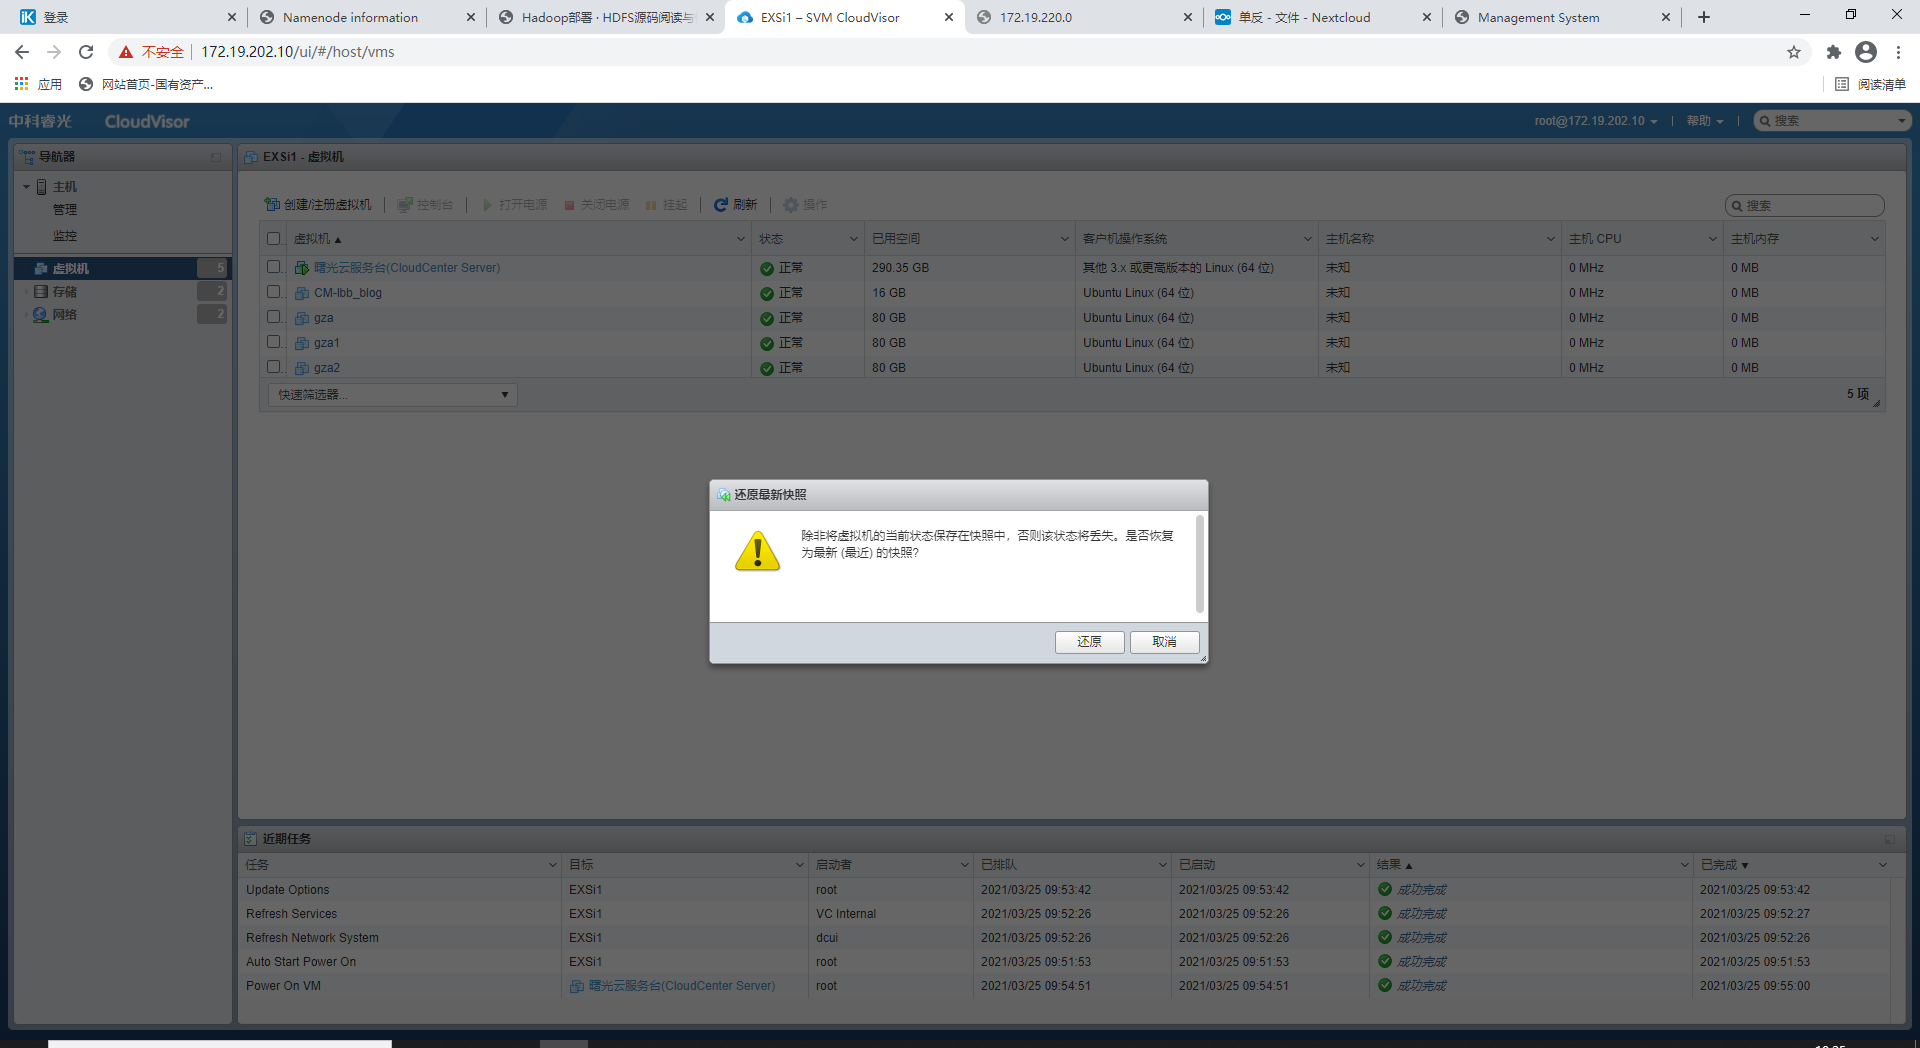 登录
Namenode information
Hadoop部署 · HDFS源码阅读与
EXSi1 – SVM CloudVisor
172.19.220.0
单反 - 文件 - Nextcloud
Management System
不安全
172.19.202.10/ui/#/host/vms
应用
网站首页-国有资产...
阅读清单
中科睿光 CloudVisor
root@172.19.202.10
帮助
搜索
导航器
主机
管理
监控
虚拟机 5
存储 2
网络 2
EXSi1 - 虚拟机
创建/注册虚拟机 控制台 打开电源 关闭电源 挂起 刷新 操作
搜索
虚拟机 状态 已用空间 客户机操作系统 主机名称 主机 CPU 主机内存
曙光云服务台(CloudCenter Server) 正常 290.35 GB 其他 3.x 或更高版本的 Linux (64 位) 未知 0 MHz 0 MB
CM-lbb_blog 正常 16 GB Ubuntu Linux (64 位) 未知 0 MHz 0 MB
gza 正常 80 GB Ubuntu Linux (64 位) 未知 0 MHz 0 MB
gza1 正常 80 GB Ubuntu Linux (64 位) 未知 0 MHz 0 MB
gza2 正常 80 GB Ubuntu Linux (64 位) 未知 0 MHz 0 MB
快速筛选器...
5 项
还原最新快照
除非将虚拟机的当前状态保存在快照中，否则该状态将丢失。是否恢复
为最新 (最近) 的快照?
还原 取消
近期任务
任务 目标 启动者 已排队 已启动 结果 已完成
Update Options EXSi1 root 2021/03/25 09:53:42 2021/03/25 09:53:42 成功完成 2021/03/25 09:53:42
Refresh Services EXSi1 VC Internal 2021/03/25 09:52:26 2021/03/25 09:52:26 成功完成 2021/03/25 09:52:27
Refresh Network System EXSi1 dcui 2021/03/25 09:52:26 2021/03/25 09:52:26 成功完成 2021/03/25 09:52:26
Auto Start Power On EXSi1 root 2021/03/25 09:51:53 2021/03/25 09:51:53 成功完成 2021/03/25 09:51:53
Power On VM 曙光云服务台(CloudCenter Server) root 2021/03/25 09:54:51 2021/03/25 09:54:51 成功完成 2021/03/25 09:55:00